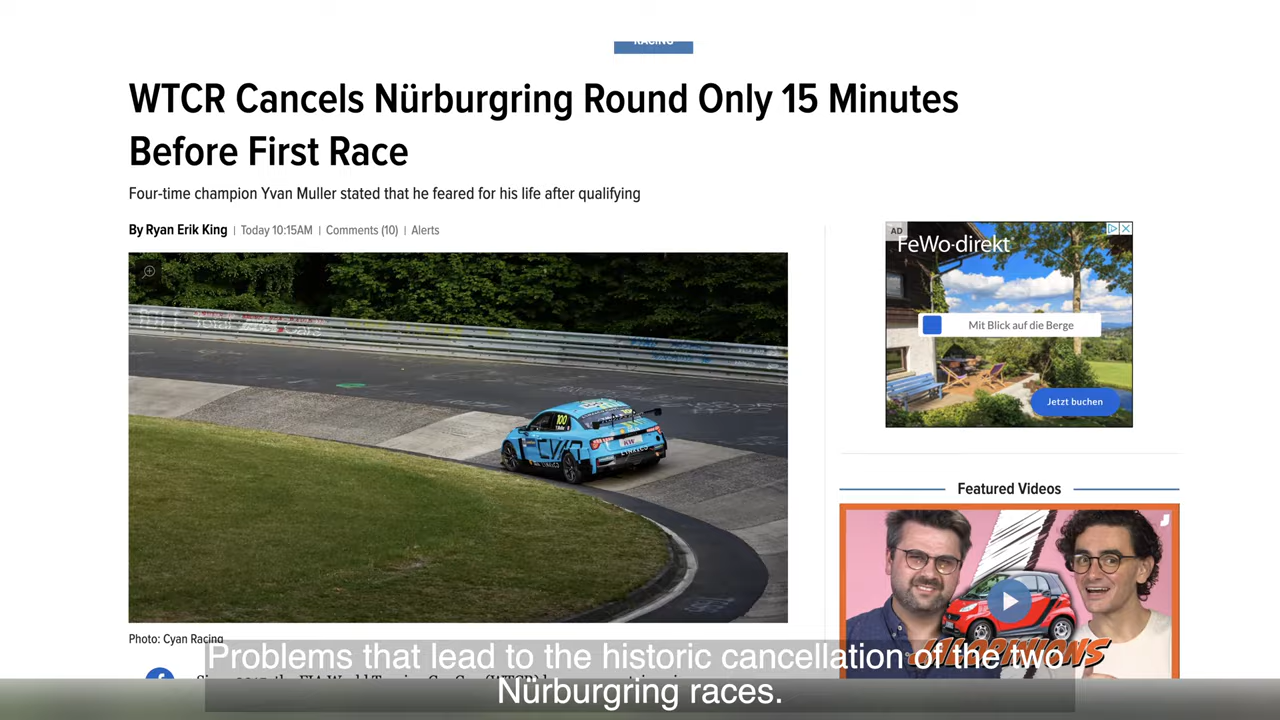 RACING
WTCR Cancels Nürburgring Round Only 15 Minutes
Before First Race
Four-time champion Yvan Muller stated that he feared for his life after qualifying
By Ryan Erik King | Today 10:15AM | Comments (10) | Alerts
AD
FeWo-direkt
Mit Blick auf die Berge
Jetzt buchen
100
KW
Featured Videos
Photo: Cyan Racing
Problems that lead to the historic cancellation of the two
Nürburgring races.